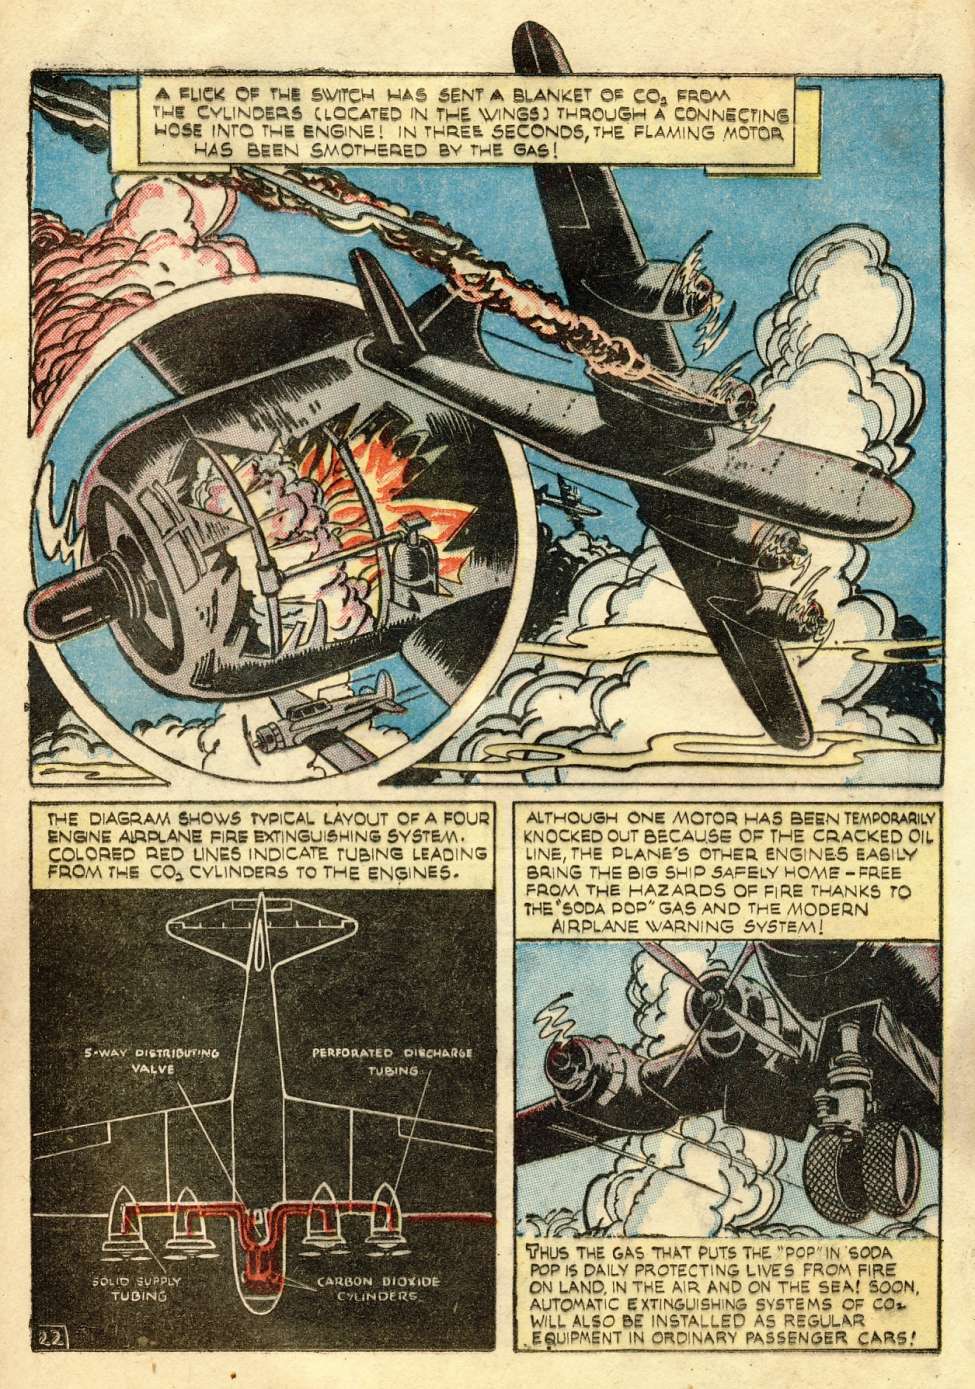 A FLICK OF THE SWITCH HAS SENT A BLANKET OF CO₂ FROM
THE CYLINDERS (LOCATED IN THE WINGS) THROUGH A CONNECTING
HOSE INTO THE ENGINE! IN THREE SECONDS, THE FLAMING MOTOR
HAS BEEN SMOTHERED BY THE GAS!
THE DIAGRAM SHOWS TYPICAL LAYOUT OF A FOUR
ENGINE AIRPLANE FIRE EXTINGUISHING SYSTEM.
COLORED RED LINES INDICATE TUBING LEADING
FROM THE CO₂ CYLINDERS TO THE ENGINES.
5-WAY DISTRIBUTING
VALVE
PERFORATED DISCHARGE
TUBING
SOLID SUPPLY
TUBING
CARBON DIOXIDE
CYLINDERS
22
ALTHOUGH ONE MOTOR HAS BEEN TEMPORARILY
KNOCKED OUT BECAUSE OF THE CRACKED OIL
LINE, THE PLANE'S OTHER ENGINES EASILY
BRING THE BIG SHIP SAFELY HOME - FREE
FROM THE HAZARDS OF FIRE THANKS TO
THE "SODA POP" GAS AND THE MODERN
AIRPLANE WARNING SYSTEM!
THUS THE GAS THAT PUTS THE "POP" IN SODA
POP IS DAILY PROTECTING LIVES FROM FIRE
ON LAND, IN THE AIR AND ON THE SEA! SOON,
AUTOMATIC EXTINGUISHING SYSTEMS OF CO₂
WILL ALSO BE INSTALLED AS REGULAR
EQUIPMENT IN ORDINARY PASSENGER CARS!